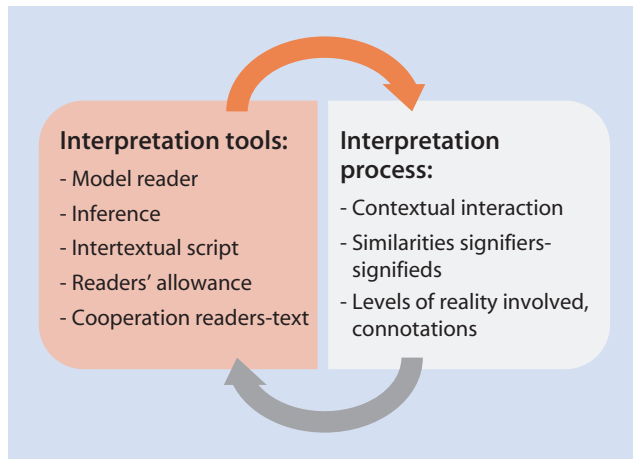 Interpretation tools:
- Model reader
- Inference
- Intertextual script
- Readers’ allowance
- Cooperation readers-text
Interpretation
process:
- Contextual interaction
- Similarities signifiers-
signifieds
- Levels of reality involved,
connotations